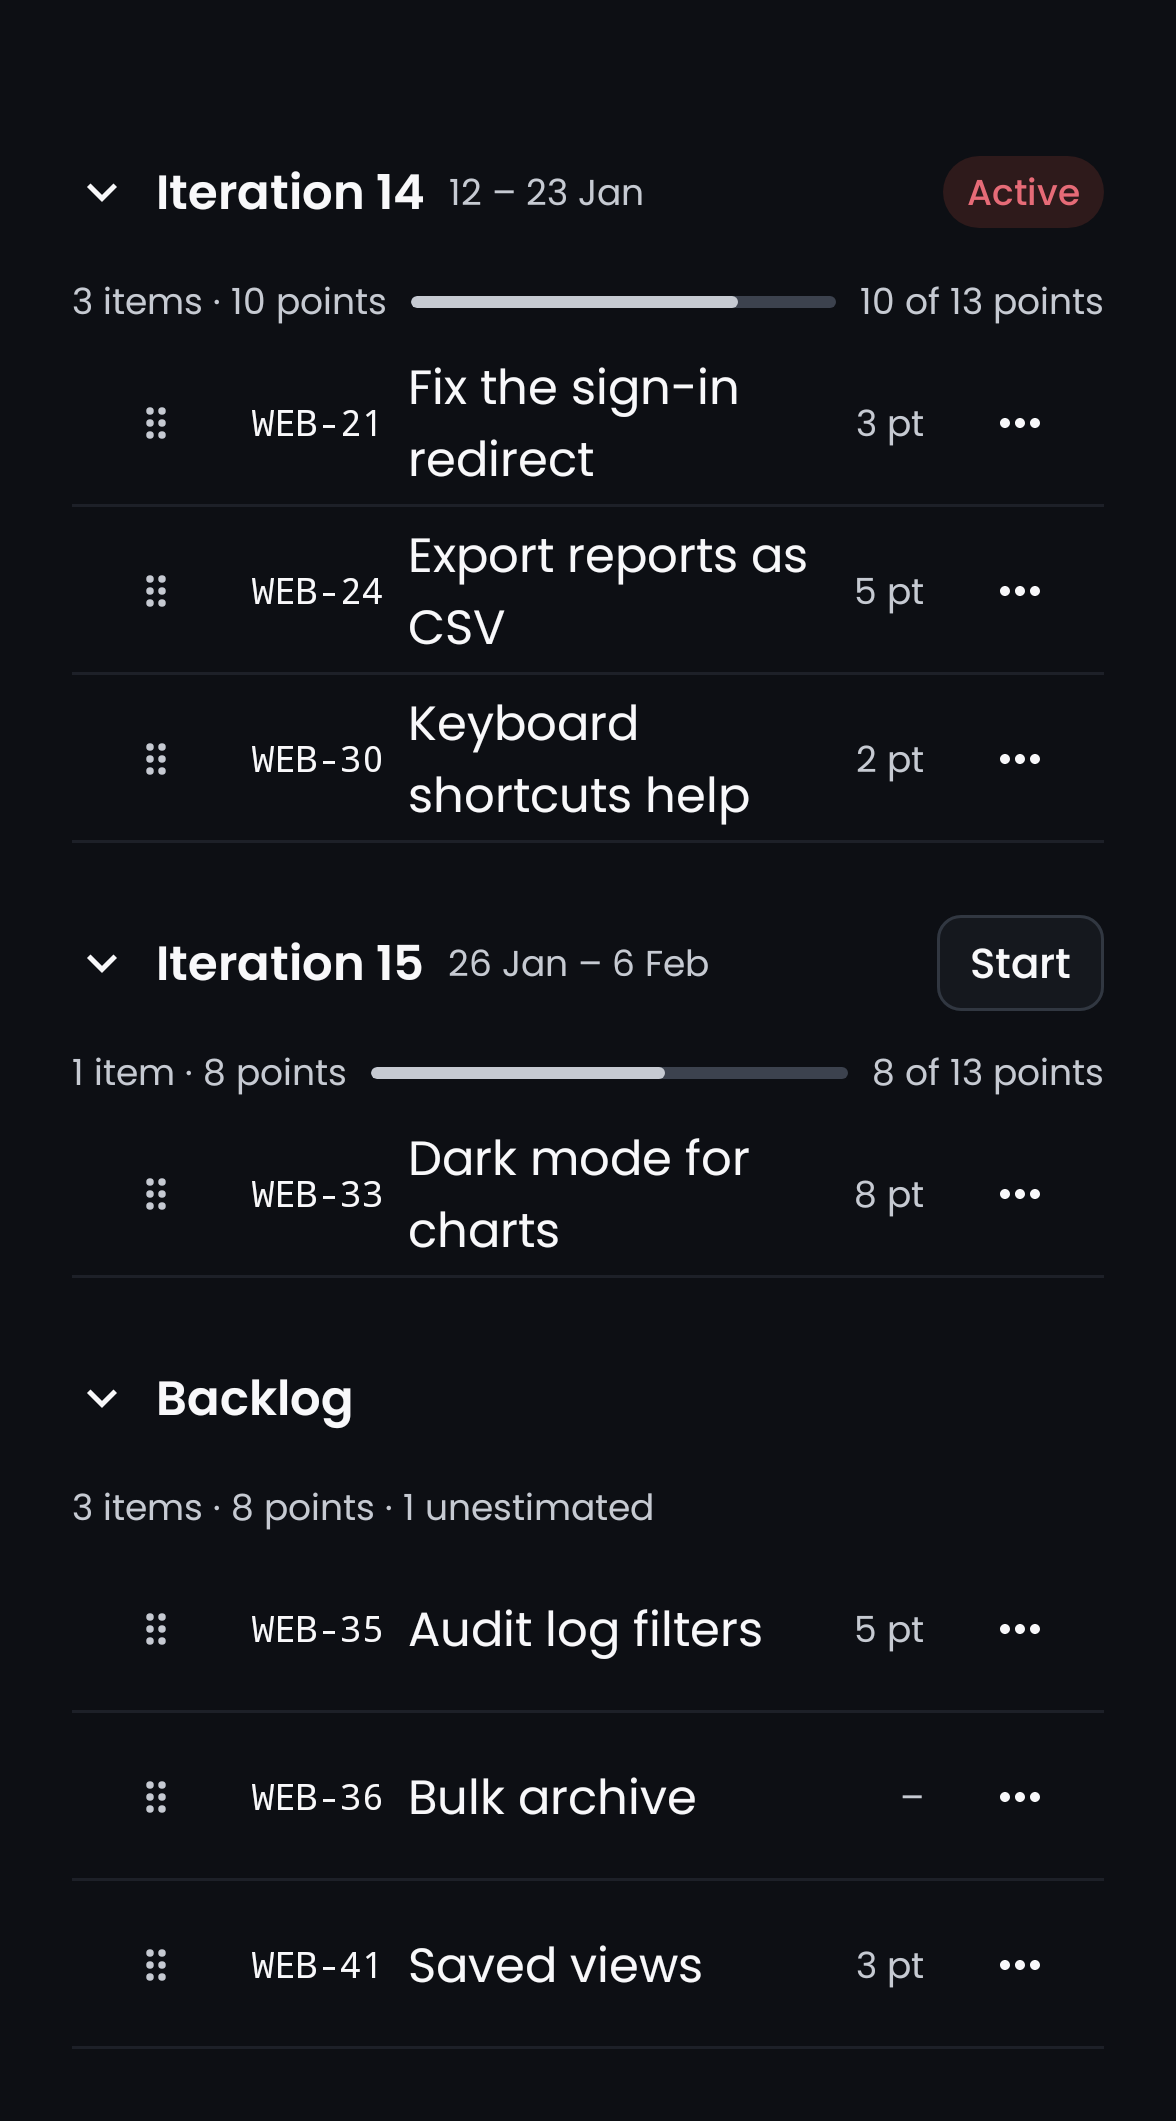 Iteration 14 12 – 23 Jan Active
3 items · 10 points 10 of 13 points
WEB-21 Fix the sign-in redirect 3 pt
WEB-24 Export reports as CSV 5 pt
WEB-30 Keyboard shortcuts help 2 pt
Iteration 15 26 Jan – 6 Feb Start
1 item · 8 points 8 of 13 points
WEB-33 Dark mode for charts 8 pt
Backlog
3 items · 8 points · 1 unestimated
WEB-35 Audit log filters 5 pt
WEB-36 Bulk archive –
WEB-41 Saved views 3 pt